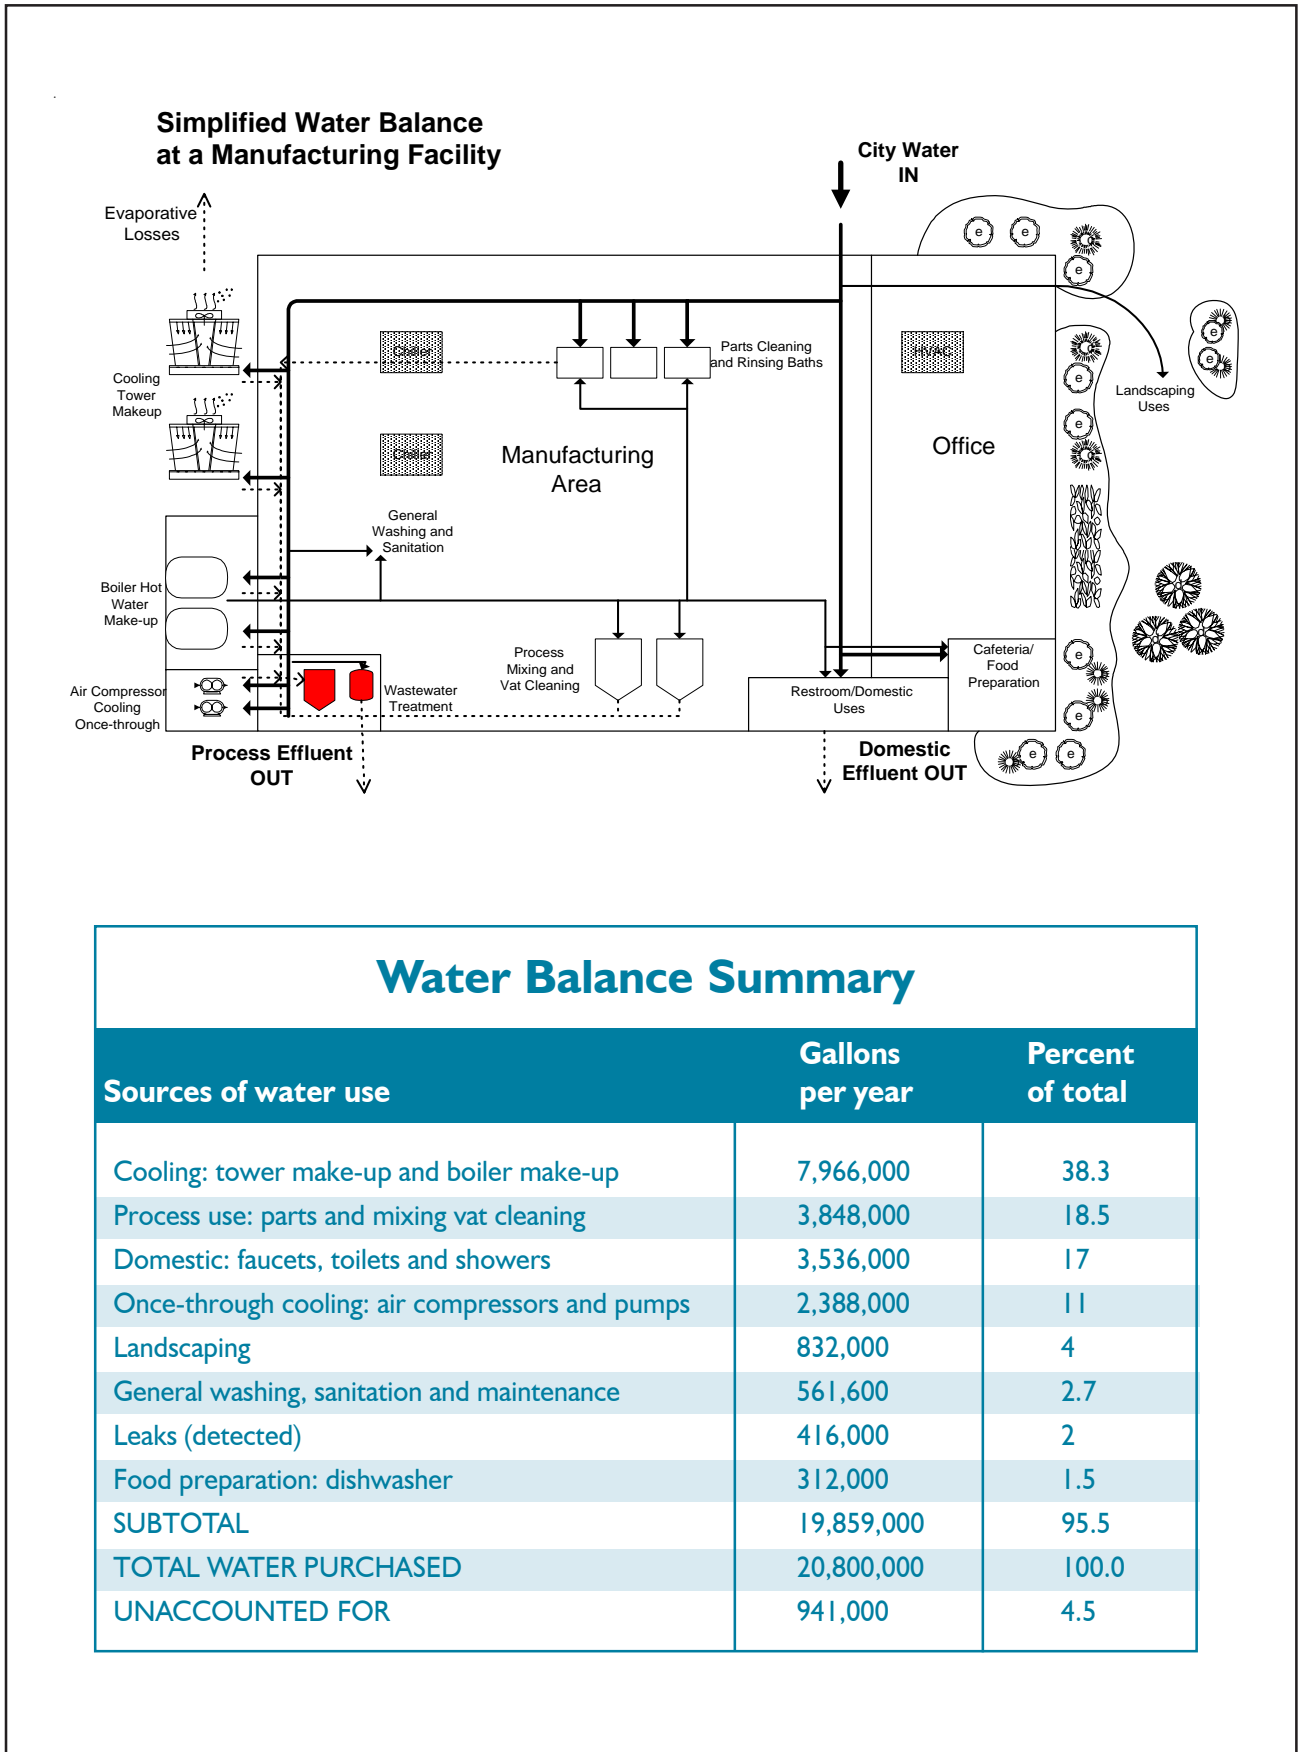 Simplified Water Balance
at a Manufacturing Facility
City Water
IN
Evaporative
Losses
Cooling
Tower
Makeup
Chiller
Parts Cleaning
and Rinsing Baths
HVAC
Landscaping
Uses
Chiller
Manufacturing
Area
Office
General
Washing and
Sanitation
Boiler Hot
Water
Make-up
Process
Mixing and
Vat Cleaning
Cafeteria/
Food
Preparation
Air Compressor
Cooling
Once-through
Wastewater
Treatment
Restroom/Domestic
Uses
Process Effluent
OUT
Domestic
Effluent OUT
e e
e
e
e
e
e
e
e
e e
Water Balance Summary
Sources of water use Gallons per year Percent of total
Cooling: tower make-up and boiler make-up 7,966,000 38.3
Process use: parts and mixing vat cleaning 3,848,000 18.5
Domestic: faucets, toilets and showers 3,536,000 17
Once-through cooling: air compressors and pumps 2,388,000 11
Landscaping 832,000 4
General washing, sanitation and maintenance 561,600 2.7
Leaks (detected) 416,000 2
Food preparation: dishwasher 312,000 1.5
SUBTOTAL 19,859,000 95.5
TOTAL WATER PURCHASED 20,800,000 100.0
UNACCOUNTED FOR 941,000 4.5